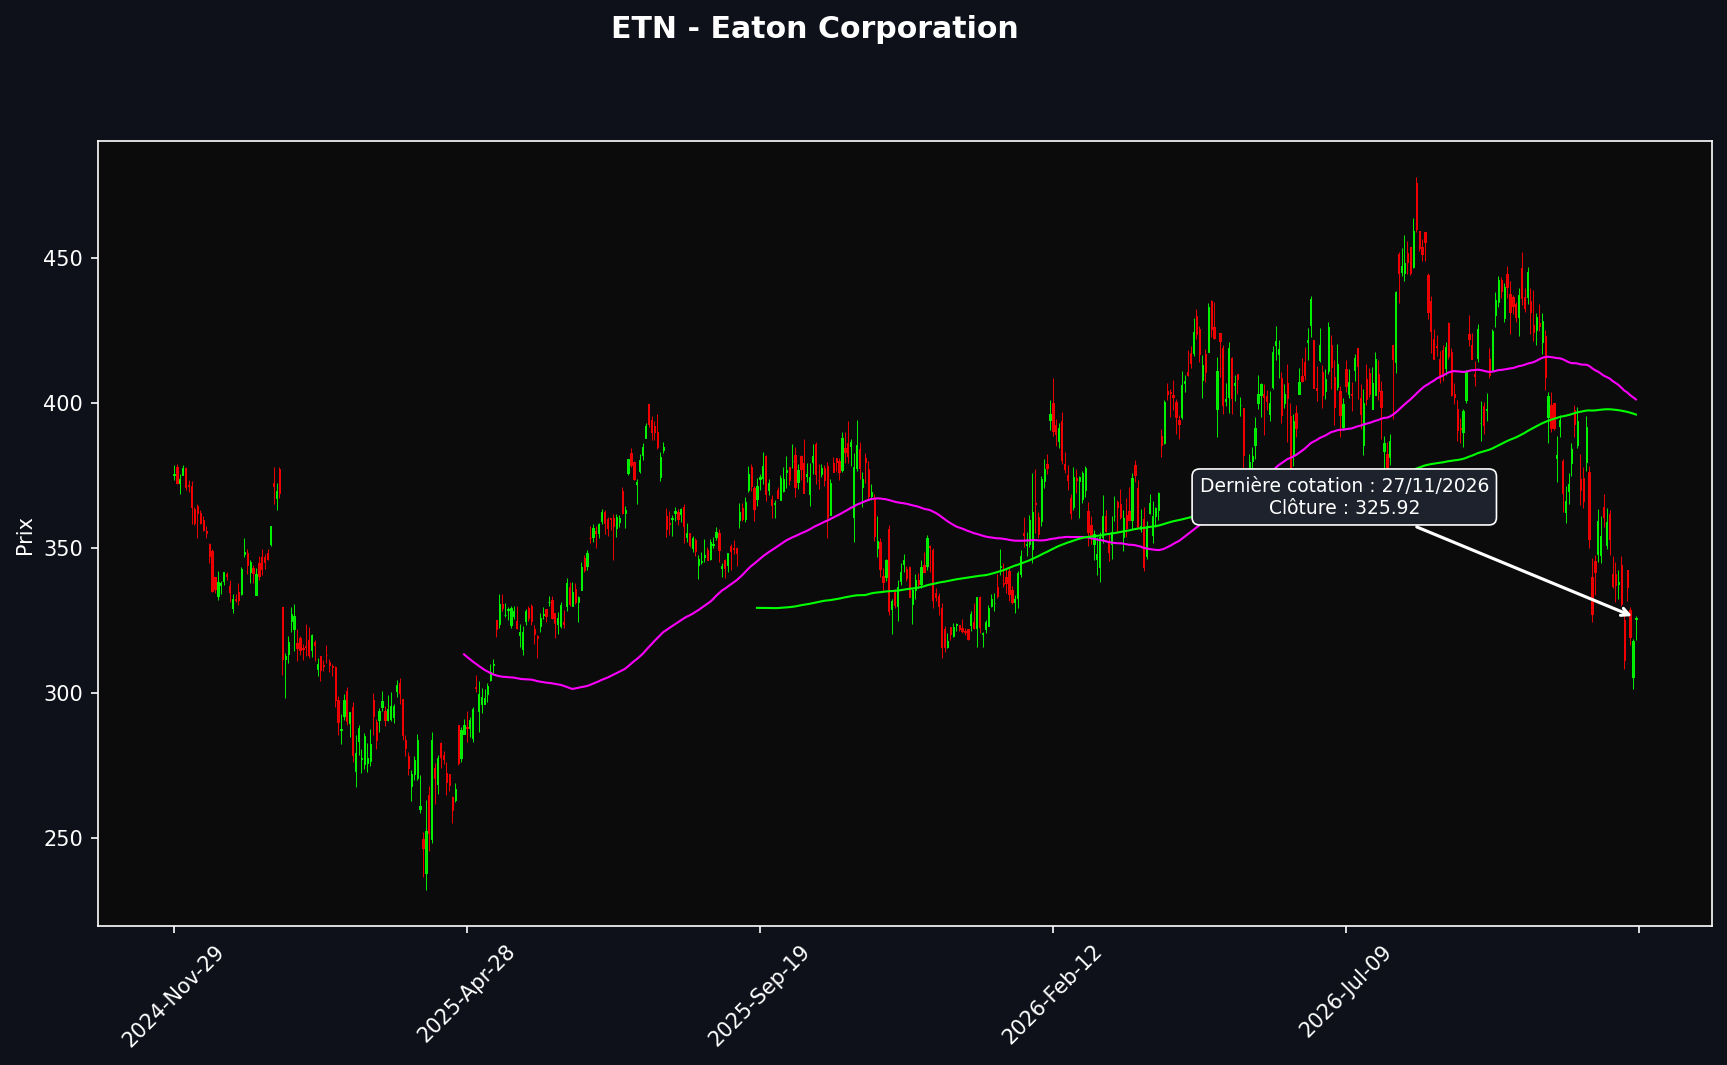 ETN - Eaton Corporation
450
400
350
300
250
Prix
Dernière cotation : 27/11/2026
Clôture : 325.92
2024-Nov-29
2025-Apr-28
2025-Sep-19
2026-Feb-12
2026-Jul-09